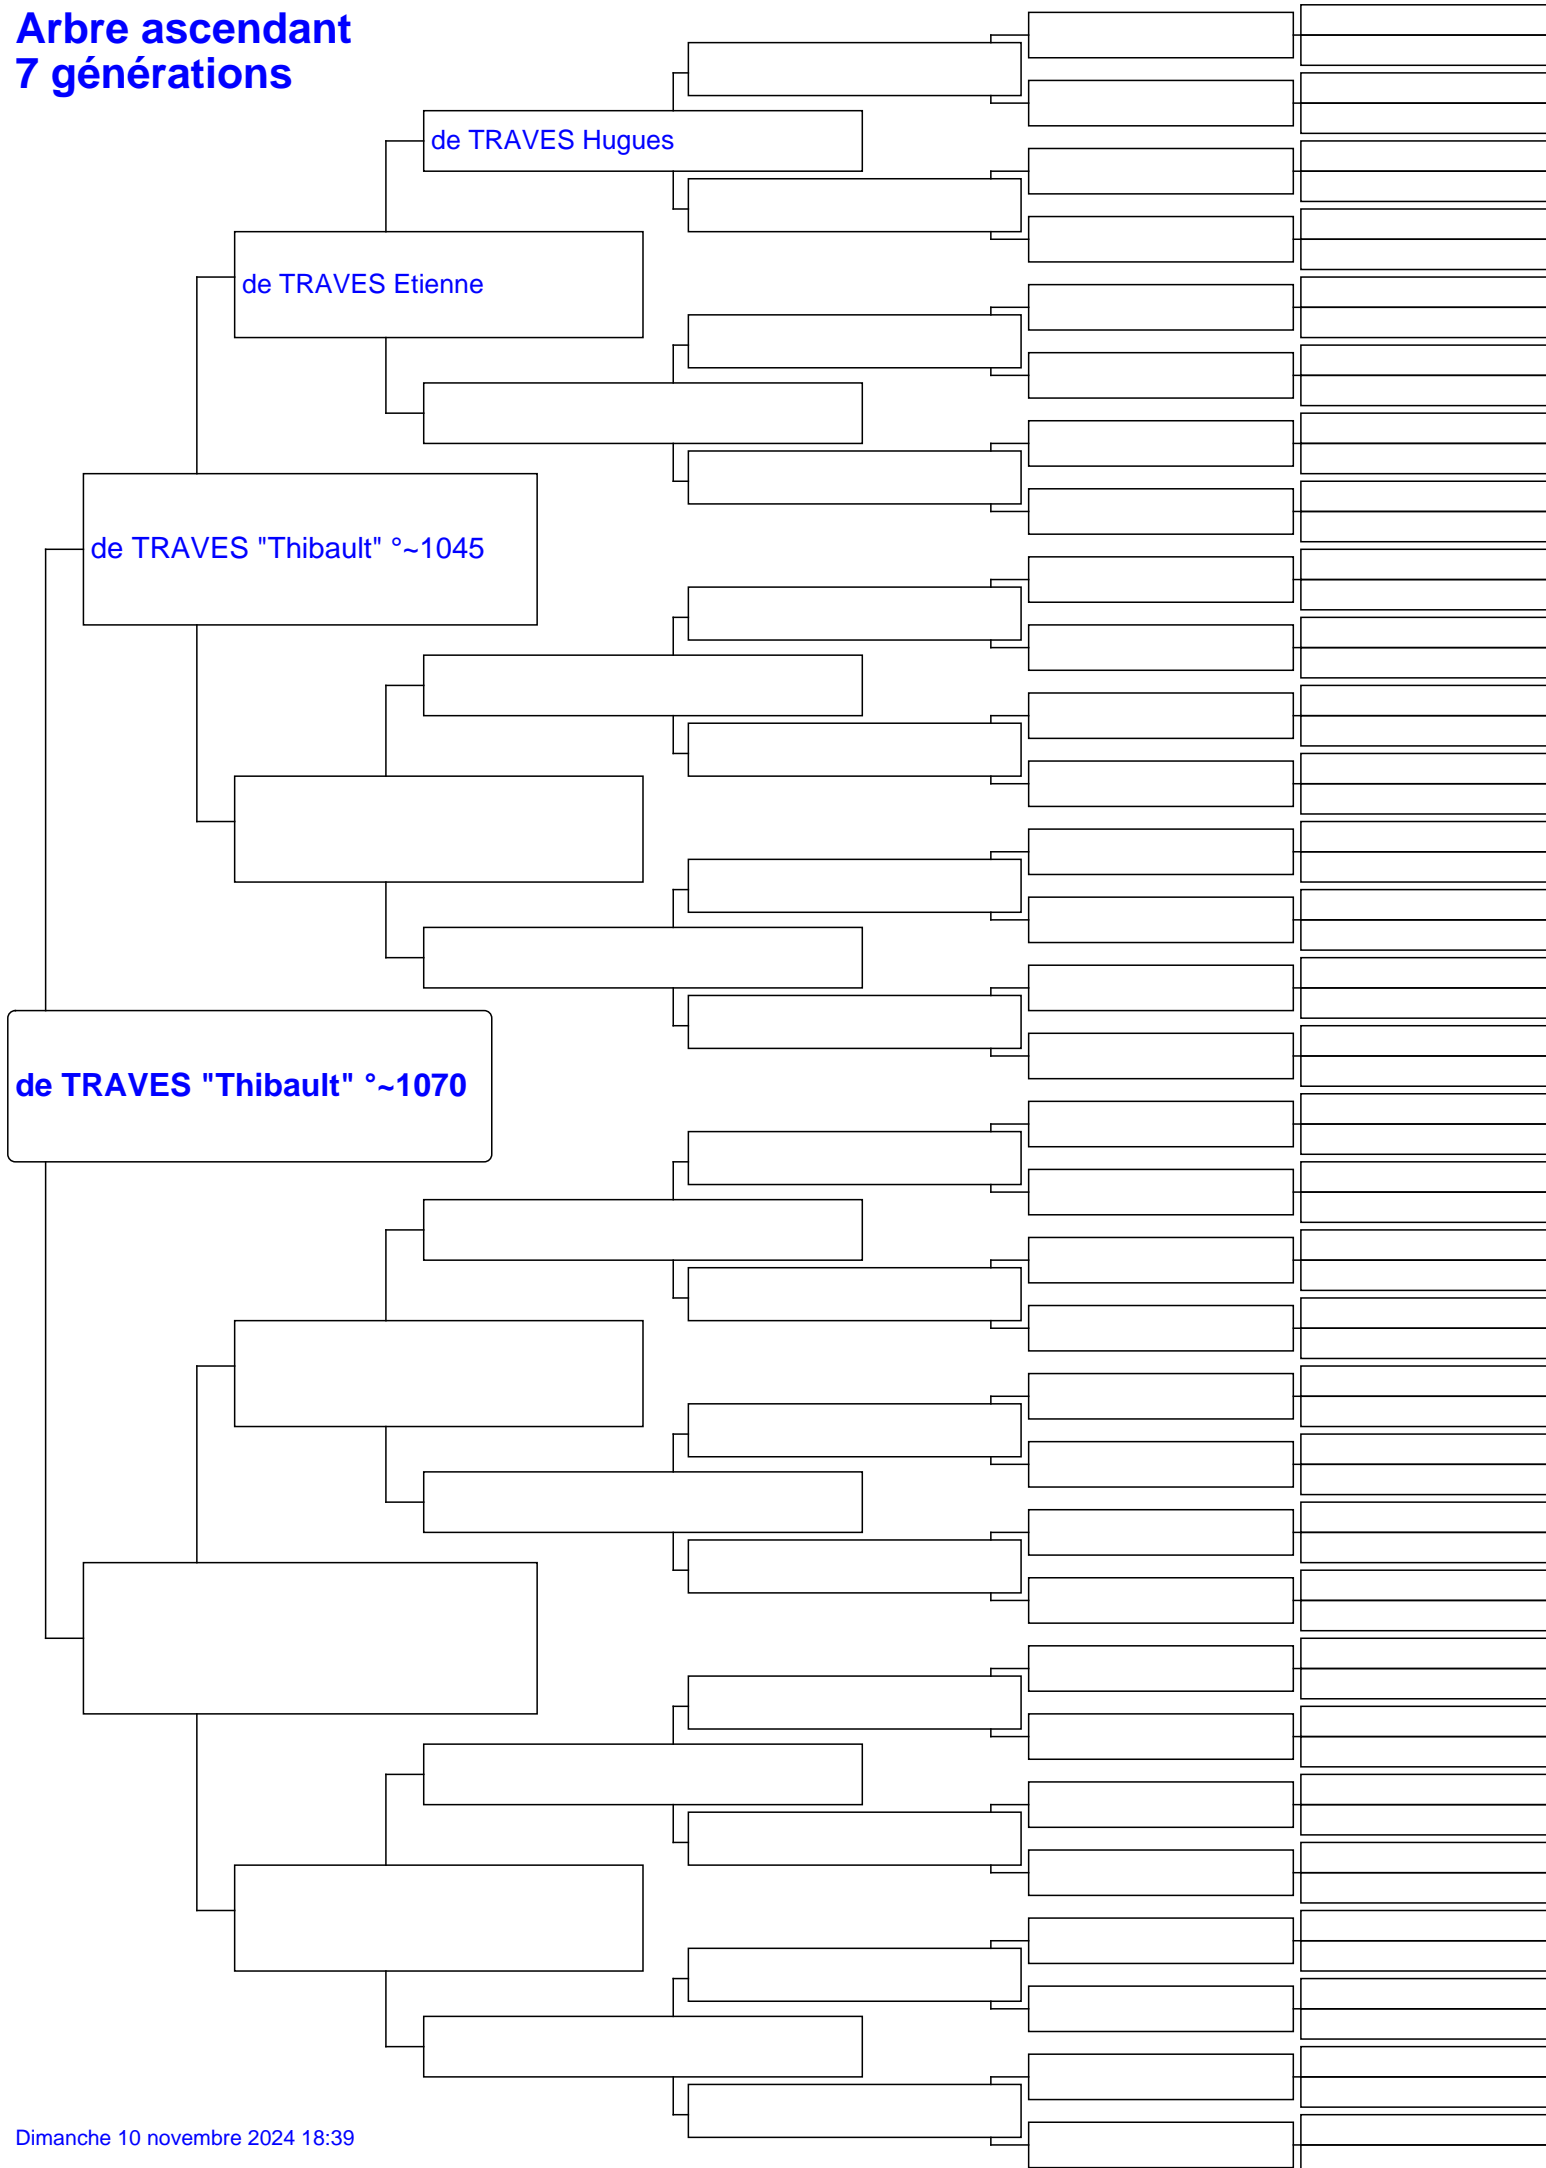 Arbre ascendant
7 générations
de TRAVES Hugues
de TRAVES Etienne
de TRAVES "Thibault" °~1045
de TRAVES "Thibault" °~1070
Dimanche 10 novembre 2024 18:39